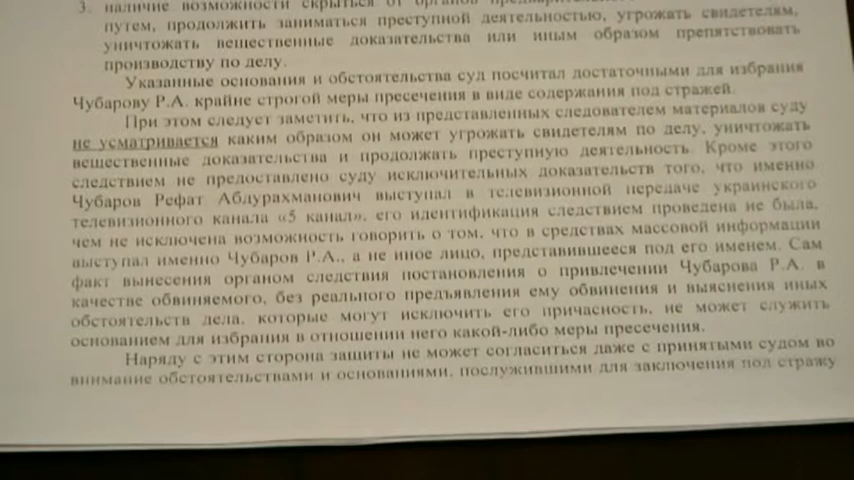 3. наличие возможности скрыться от органов
путем, продолжить заниматься преступной деятельностью, угрожать свидетелям,
уничтожать вещественные доказательства или иным образом препятствовать
производству по делу.
Указанные основания и обстоятельства суд посчитал достаточными для избрания
Чубарову Р.А. крайне строгой меры пресечения в виде содержания под стражей.
При этом следует заметить, что из представленных следователем материалов суду
не усматривается каким образом он может угрожать свидетелям по делу, уничтожать
вещественные доказательства и продолжать преступную деятельность. Кроме этого
следствием не предоставлено суду исключительных доказательств того, что именно
Чубаров Рефат Абдурахманович выступал в телевизионной передаче украинского
телевизионного канала «5 канал», его идентификация следствием проведена не была,
чем не исключена возможность говорить о том, что в средствах массовой информации
выступал именно Чубаров Р.А., а не иное лицо, представившееся под его именем. Сам
факт вынесения органом следствия постановления о привлечении Чубарова Р.А. в
качестве обвиняемого, без реального предъявления ему обвинения и выяснения иных
обстоятельств дела, которые могут исключить его причасность, не может служить
основанием для избрания в отношении него какой-либо меры пресечения.
Наряду с этим сторона защиты не может согласиться даже с принятыми судом во
внимание обстоятельствами и основаниями, послужившими для заключения под стражу